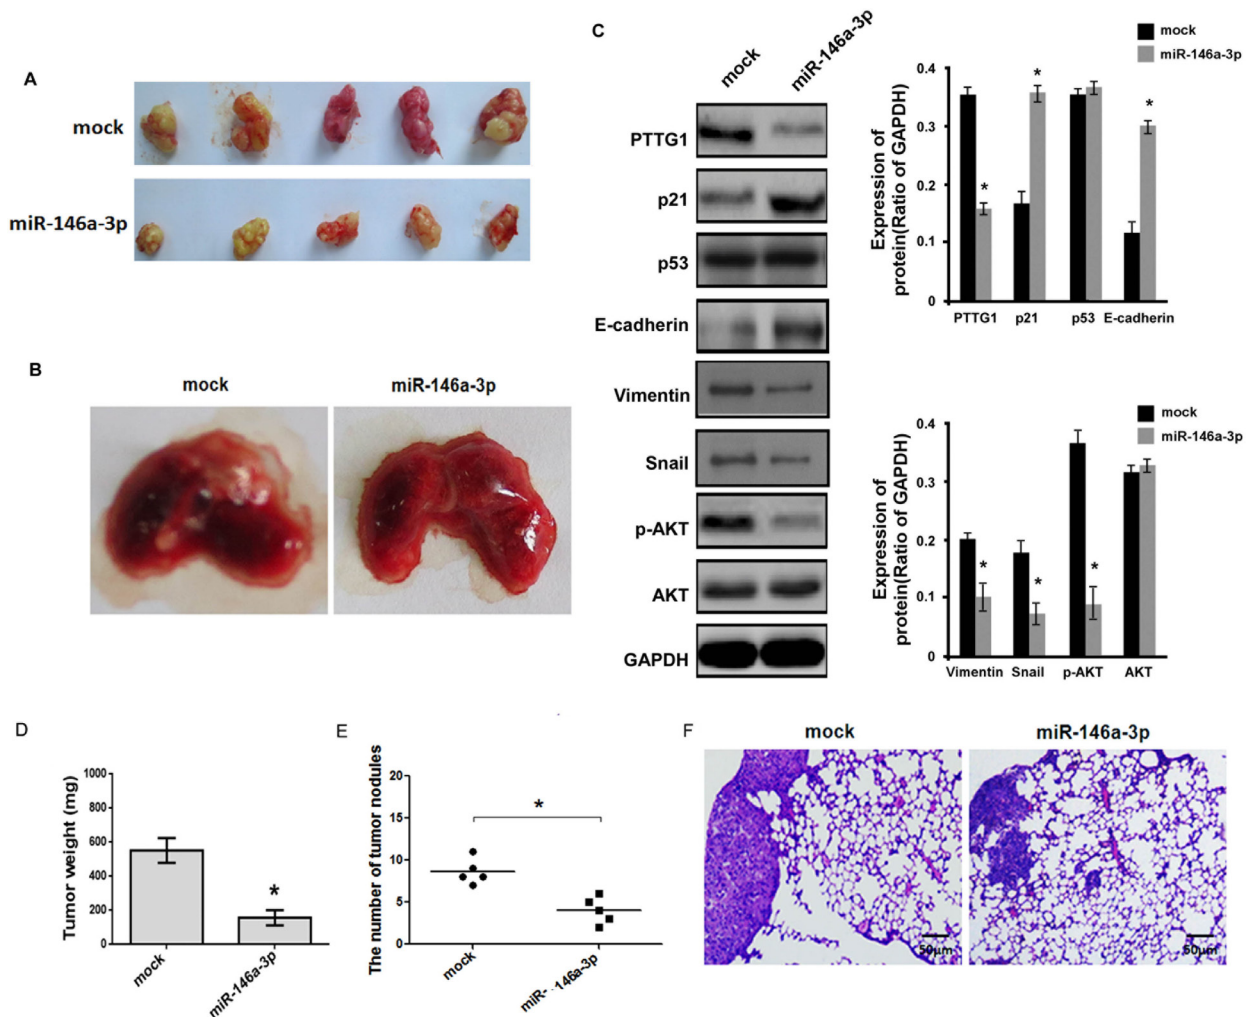 A
mock
miR-146a-3p
B
mock
miR-146a-3p
C
mock
miR-146a-3p
PTTG1
p21
p53
E-cadherin
Vimentin
Snail
p-AKT
AKT
GAPDH
mock
miR-146a-3p
Expression of
protein(Ratio of GAPDH)
0.4
0.3
0.2
0.1
0
*
*
*
PTTG1 p21 p53 E-cadherin
mock
miR-146a-3p
Expression of
protein(Ratio of GAPDH)
0.4
0.3
0.2
0.1
0
*
*
*
Vimentin Snail p-AKT AKT
D
Tumor weight (mg)
1000
800
600
400
200
0
*
mock
miR-146a-3p
E
The number of tumor nodules
20
15
10
5
0
*
mock
miR-146a-3p
F
mock
miR-146a-3p
50μm
50μm